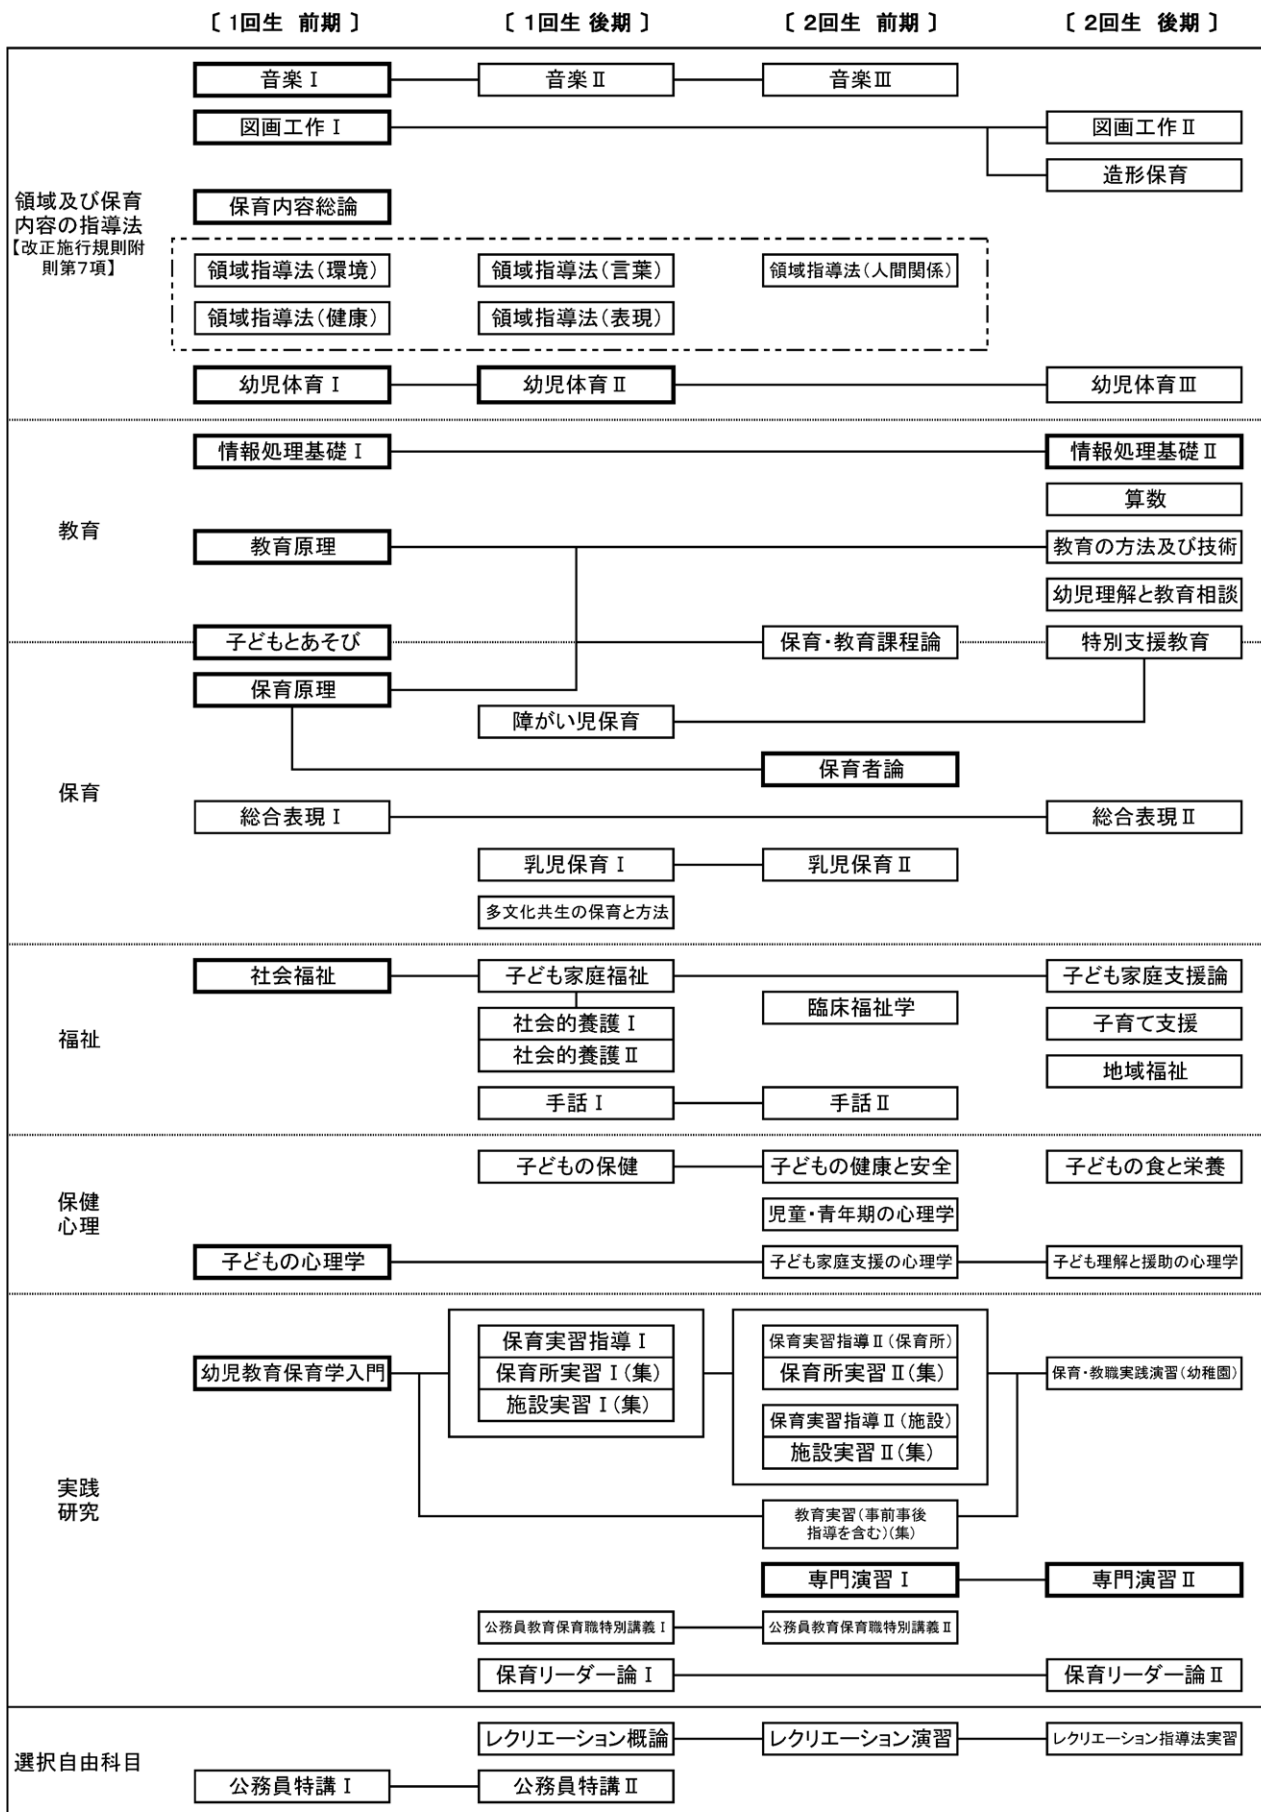 〔 1回生 前期 〕
〔 1回生 後期 〕
〔 2回生 前期 〕
〔 2回生 後期 〕
領域及び保育
内容の指導法
【改正施行規則附
則第7項】
音楽Ⅰ
音楽Ⅱ
音楽Ⅲ
図画工作Ⅰ
図画工作Ⅱ
造形保育
保育内容総論
領域指導法(環境)
領域指導法(言葉)
領域指導法(人間関係)
領域指導法(健康)
領域指導法(表現)
幼児体育Ⅰ
幼児体育Ⅱ
幼児体育Ⅲ
教育
情報処理基礎Ⅰ
情報処理基礎Ⅱ
算数
教育原理
教育の方法及び技術
幼児理解と教育相談
子どもとあそび
保育・教育課程論
特別支援教育
保育
保育原理
障がい児保育
保育者論
総合表現Ⅰ
総合表現Ⅱ
乳児保育Ⅰ
乳児保育Ⅱ
多文化共生の保育と方法
福祉
社会福祉
子ども家庭福祉
子ども家庭支援論
臨床福祉学
社会的養護Ⅰ
子育て支援
社会的養護Ⅱ
地域福祉
手話Ⅰ
手話Ⅱ
保健
心理
子どもの保健
子どもの健康と安全
子どもの食と栄養
児童・青年期の心理学
子どもの心理学
子ども家庭支援の心理学
子ども理解と援助の心理学
実践
研究
幼児教育保育学入門
保育実習指導Ⅰ
保育所実習Ⅰ(集)
施設実習Ⅰ(集)
保育実習指導Ⅱ(保育所)
保育所実習Ⅱ(集)
保育実習指導Ⅱ(施設)
施設実習Ⅱ(集)
保育・教職実践演習(幼稚園)
教育実習(事前事後
指導を含む)(集)
専門演習Ⅰ
専門演習Ⅱ
公務員教育保育職特別講義Ⅰ
公務員教育保育職特別講義Ⅱ
保育リーダー論Ⅰ
保育リーダー論Ⅱ
選択自由科目
レクリエーション概論
レクリエーション演習
レクリエーション指導法実習
公務員特講Ⅰ
公務員特講Ⅱ